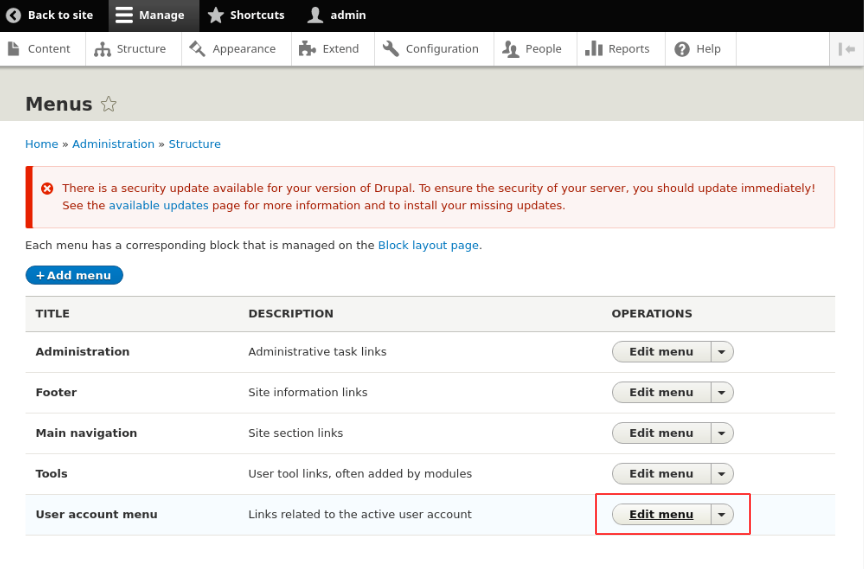 Back to site Manage Shortcuts admin
Content Structure Appearance Extend Configuration People Reports Help
Menus
Home » Administration » Structure
There is a security update available for your version of Drupal. To ensure the security of your server, you should update immediately!
See the available updates page for more information and to install your missing updates.
Each menu has a corresponding block that is managed on the Block layout page.
+ Add menu
TITLE DESCRIPTION OPERATIONS
Administration Administrative task links Edit menu
Footer Site information links Edit menu
Main navigation Site section links Edit menu
Tools User tool links, often added by modules Edit menu
User account menu Links related to the active user account Edit menu